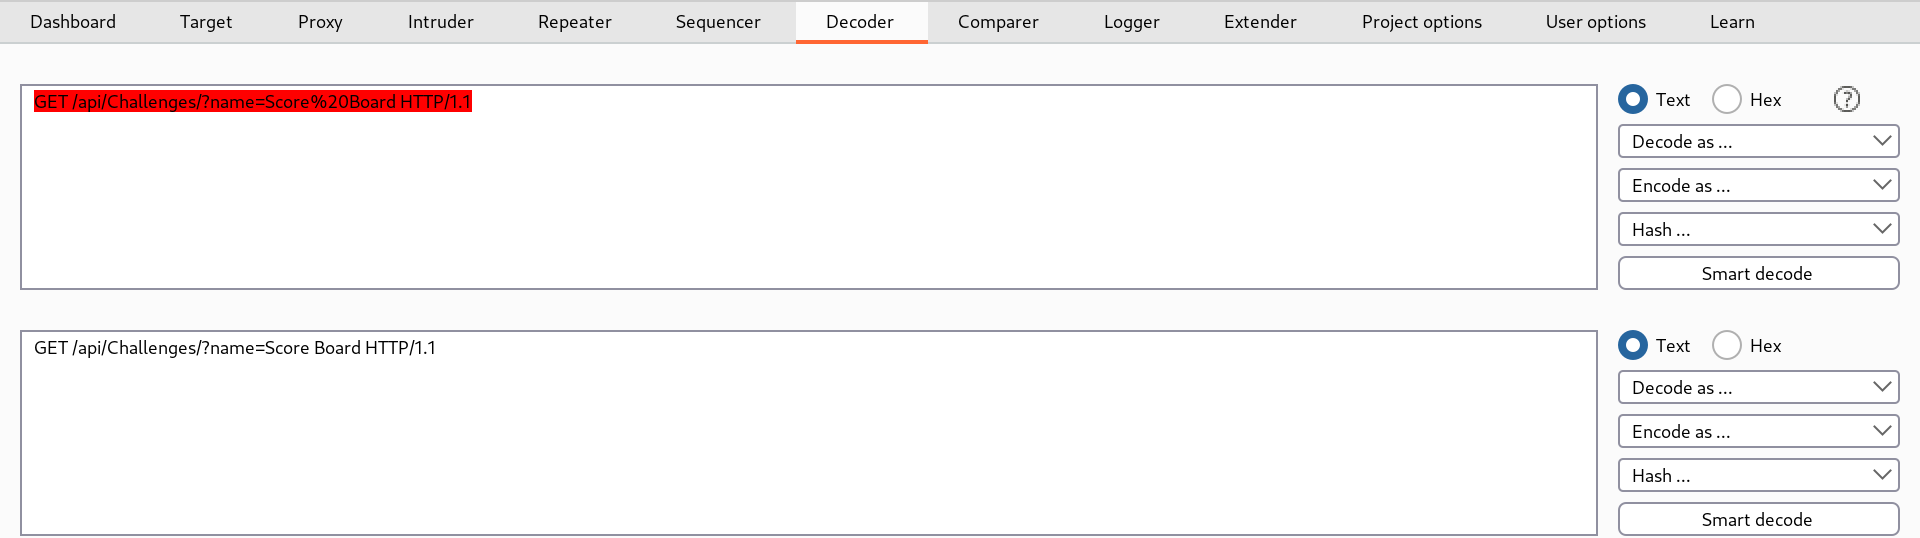 Dashboard Target Proxy Intruder Repeater Sequencer Decoder Comparer Logger Extender Project options User options Learn
GET /api/Challenges/?name=Score%20Board HTTP/1.1
Text Hex ?
Decode as ...
Encode as ...
Hash ...
Smart decode
GET /api/Challenges/?name=Score Board HTTP/1.1
Text Hex
Decode as ...
Encode as ...
Hash ...
Smart decode